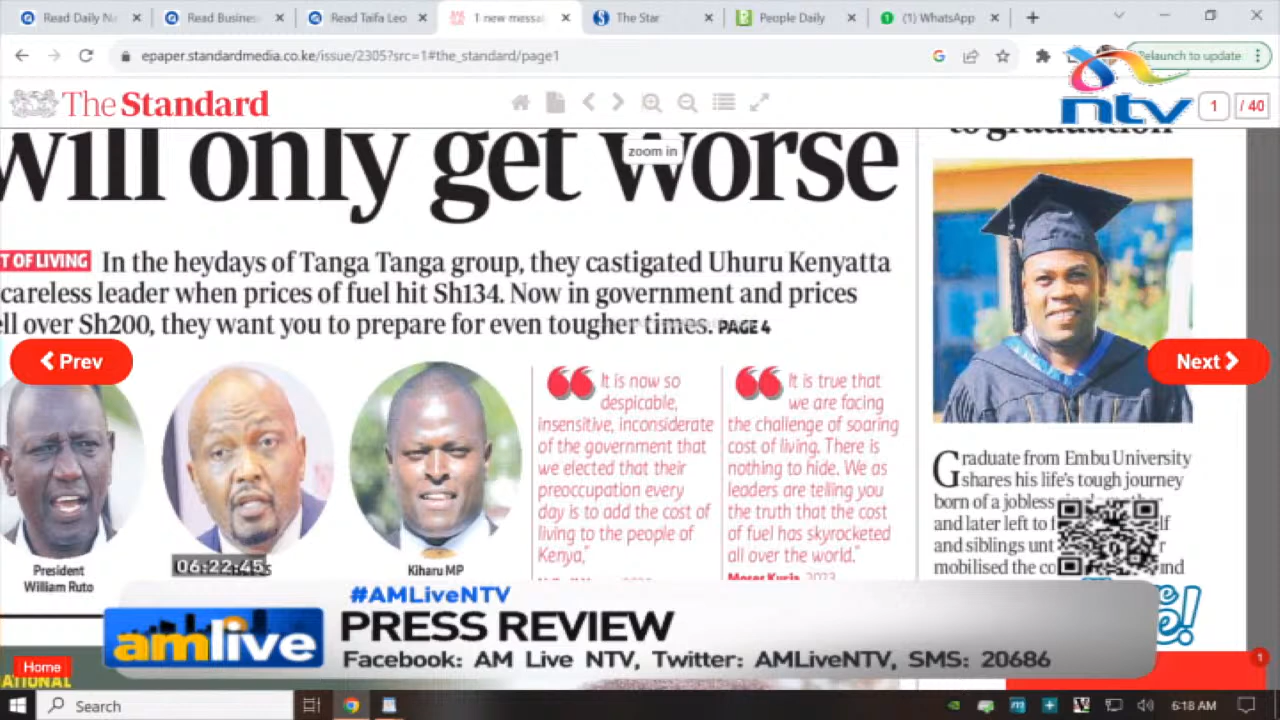 Read Daily Na
Read Busines
Read Taifa Leo
1 new messa
The Star
People Daily
(1) WhatsApp
epaper.standardmedia.co.ke/issue/2305?src=1#the_standard/page1
Relaunch to update
The Standard
ntv
1
/ 40
will only get worse
zoom in
to graduation
T OF LIVING In the heydays of Tanga Tanga group, they castigated Uhuru Kenyatta
careless leader when prices of fuel hit Sh134. Now in government and prices
ll over Sh200, they want you to prepare for even tougher times. PAGE 4
Prev
Next
It is now so
despicable,
insensitive, inconsiderate
of the government that
we elected that their
preoccupation every
day is to add the cost of
living to the people of
Kenya,"
It is true that
we are facing
the challenge of soaring
cost of living. There is
nothing to hide. We as
leaders are telling you
the truth that the cost
of fuel has skyrocketed
all over the world."
Moses Kuria, 2023
Graduate from Embu University
shares his life's tough journey
born of a jobless
and later left to f lf
and siblings unt r
mobilised the co nd
President
William Ruto
06:22:45
Kiharu MP
#AMLiveNTV
amlive
PRESS REVIEW
Facebook: AM Live NTV, Twitter: AMLiveNTV, SMS: 20686
Home
1
NATIONAL
Search
6:18 AM